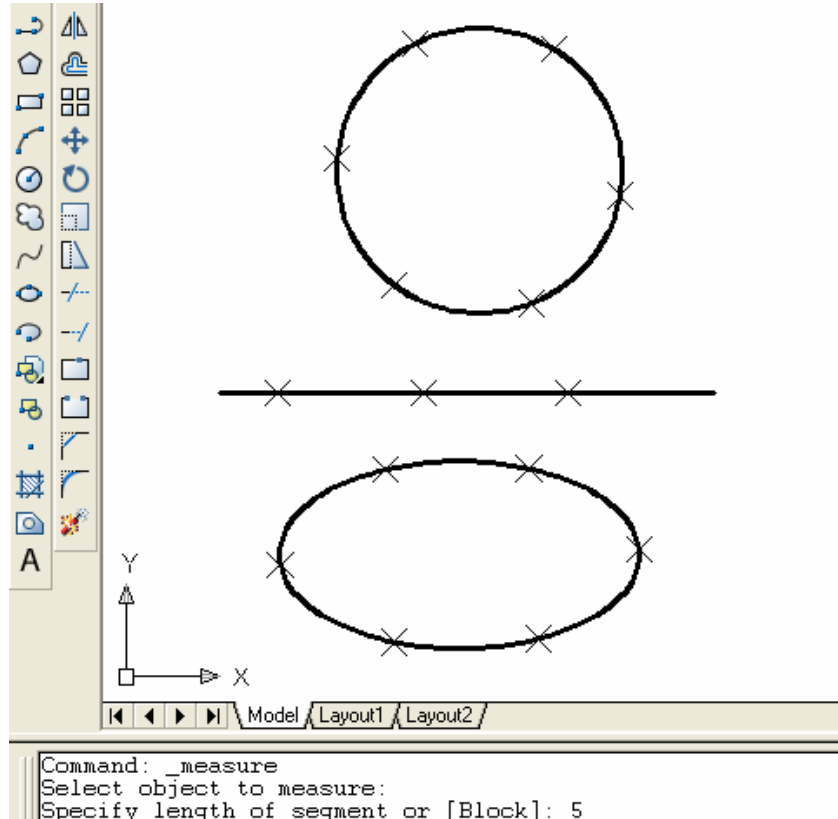 A
Y
X
Model Layout1 Layout2
Command: _measure
Select object to measure:
Specify length of segment or [Block]: 5